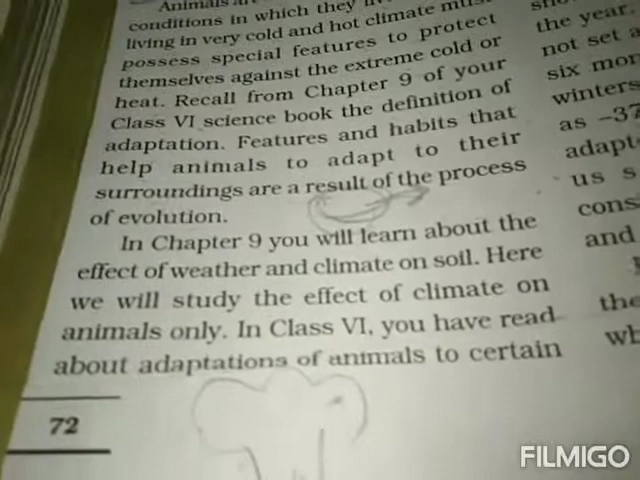 Animals
conditions in which they
living in very cold and hot climate must
possess special features to protect
themselves against the extreme cold or
heat. Recall from Chapter 9 of your
Class VI science book the definition of
adaptation. Features and habits that
help animals to adapt to their
surroundings are a result of the process
of evolution.
In Chapter 9 you will learn about the
effect of weather and climate on soil. Here
we will study the effect of climate on
animals only. In Class VI, you have read
about adaptations of animals to certain
72
the year.
not set a
six mor
winters
as –37
adapt
us s
cons
and
the
wh
FILMIGO